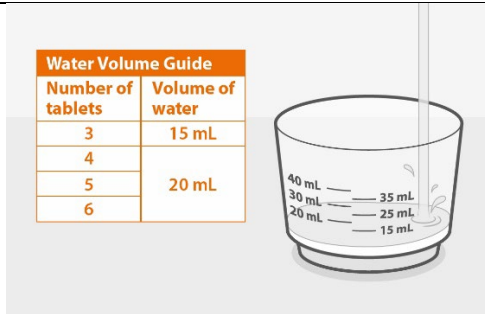 Water Volume Guide
Number of tablets Volume of water
3 15 mL
4
5 20 mL
6
40 mL
35 mL
30 mL
25 mL
20 mL
15 mL